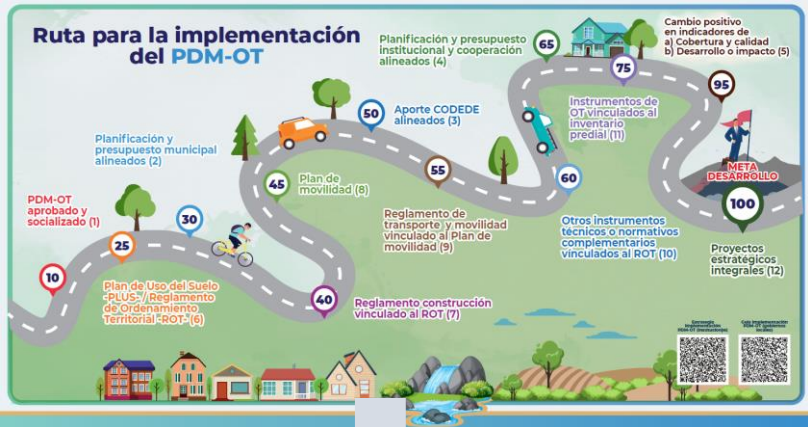 Ruta para la implementación
del PDM-OT
Planificación y presupuesto
institucional y cooperación
alineados (4)
65
75
Cambio positivo
en indicadores de
a) Cobertura y calidad
b) Desarrollo o impacto (5)
95
50
Aporte CODEDE
alineados (3)
Instrumentos de
OT vinculados al
inventario
predial (11)
Planificación y
presupuesto municipal
alineados (2)
45
Plan de
movilidad (8)
55
60
META
DESARROLLO
100
PDM-OT
aprobado y
socializado (1)
30
25
Reglamento de
transporte y movilidad
vinculado al Plan de
movilidad (9)
Otros instrumentos
técnicos o normativos
complementarios
vinculados al ROT (10)
Proyectos
estratégicos
integrales (12)
10
Plan de Uso del Suelo
-PLUS- / Reglamento
de Ordenamiento
Territorial -ROT- (6)
40
Reglamento construcción
vinculado al ROT (7)